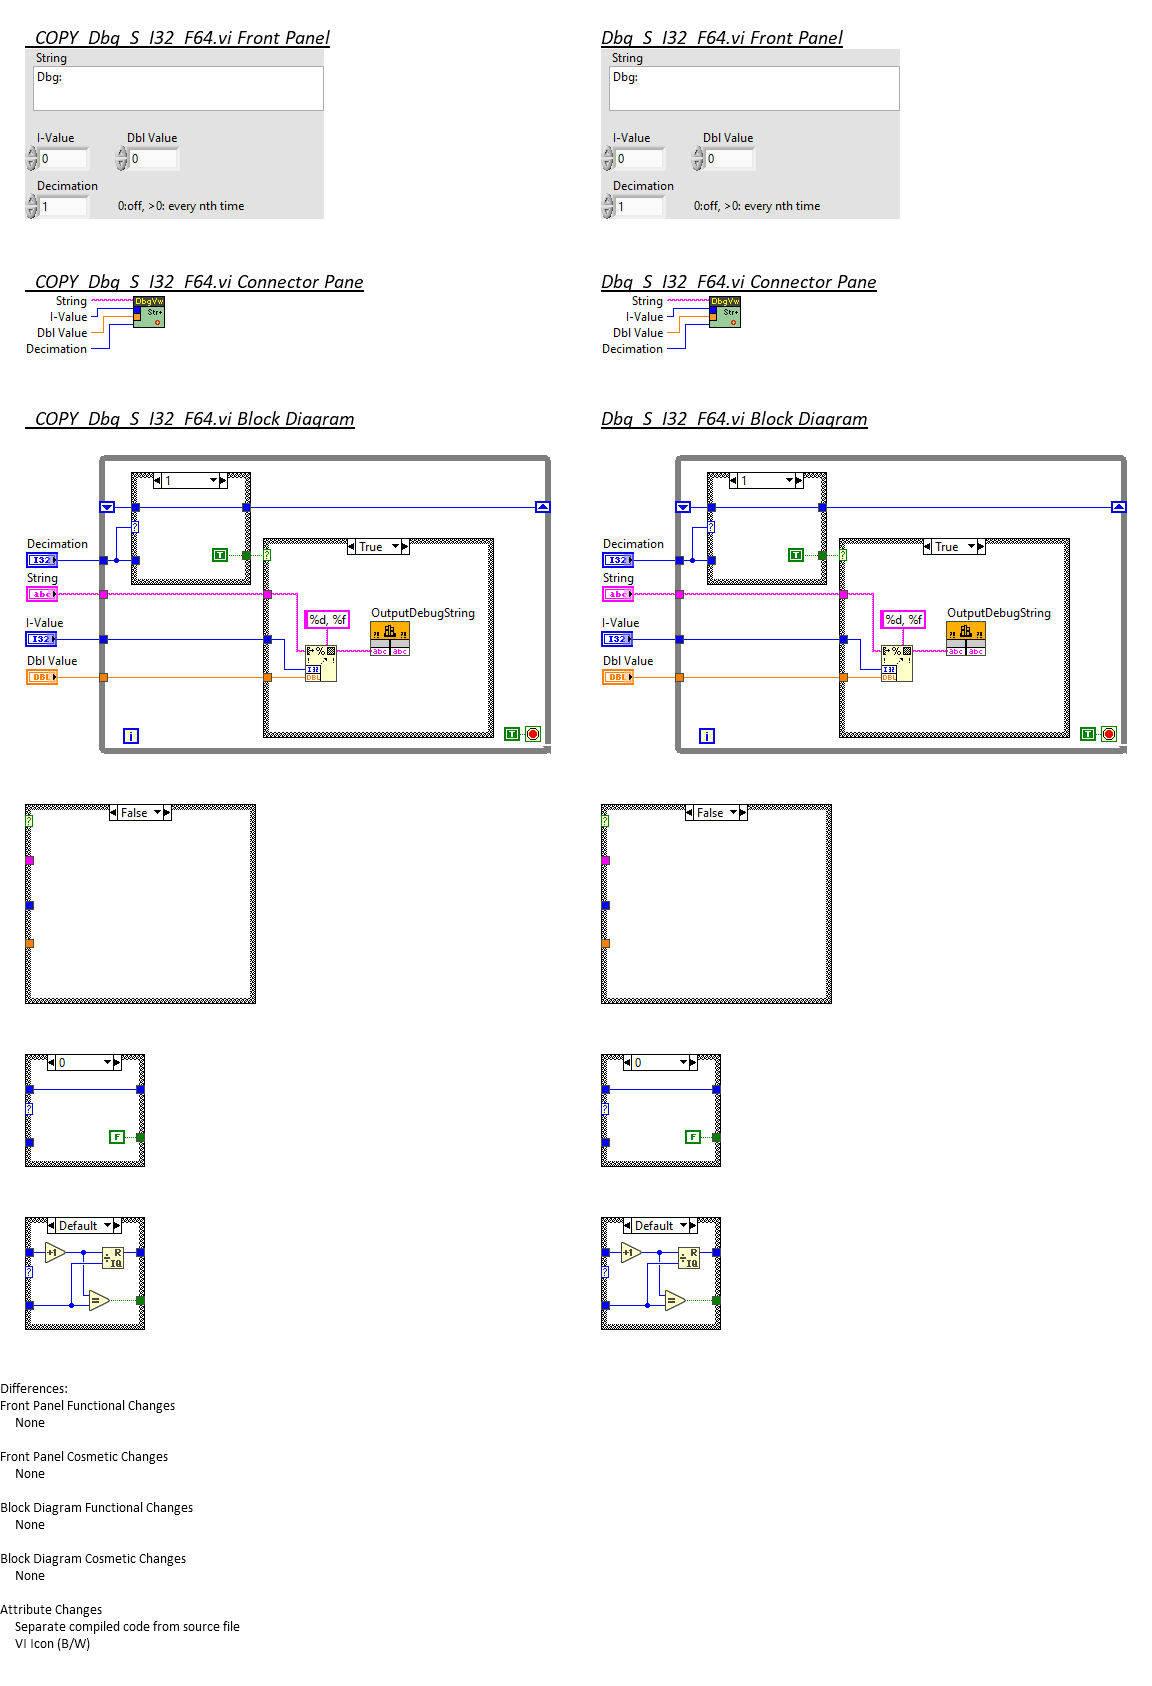 _COPY_Dbg_S_I32_F64.vi Front Panel
Dbg_S_I32_F64.vi Front Panel
String
String
Dbg:
Dbg:
I-Value
Dbl Value
I-Value
Dbl Value
0
0
0
0
Decimation
Decimation
1
0:off, >0: every nth time
1
0:off, >0: every nth time
_COPY_Dbg_S_I32_F64.vi Connector Pane
Dbg_S_I32_F64.vi Connector Pane
String
DbgVw
String
DbgVw
I-Value
Str+
I-Value
Str+
Dbl Value
Dbl Value
Decimation
Decimation
_COPY_Dbg_S_I32_F64.vi Block Diagram
Dbg_S_I32_F64.vi Block Diagram
1
1
?
?
Decimation
True
Decimation
True
I32
T
?
I32
T
?
String
String
abc
abc
%d, %f
OutputDebugString
%d, %f
OutputDebugString
I-Value
I-Value
I32
I32
abc abc
abc abc
Dbl Value
I32
Dbl Value
I32
DBL
DBL
DBL
DBL
i
T
i
T
False
False
?
?
0
0
?
?
F
F
Default
Default
+1
R
IQ
+1
R
IQ
?
?
=
=
Differences:
Front Panel Functional Changes
None
Front Panel Cosmetic Changes
None
Block Diagram Functional Changes
None
Block Diagram Cosmetic Changes
None
Attribute Changes
Separate compiled code from source file
VI Icon (B/W)